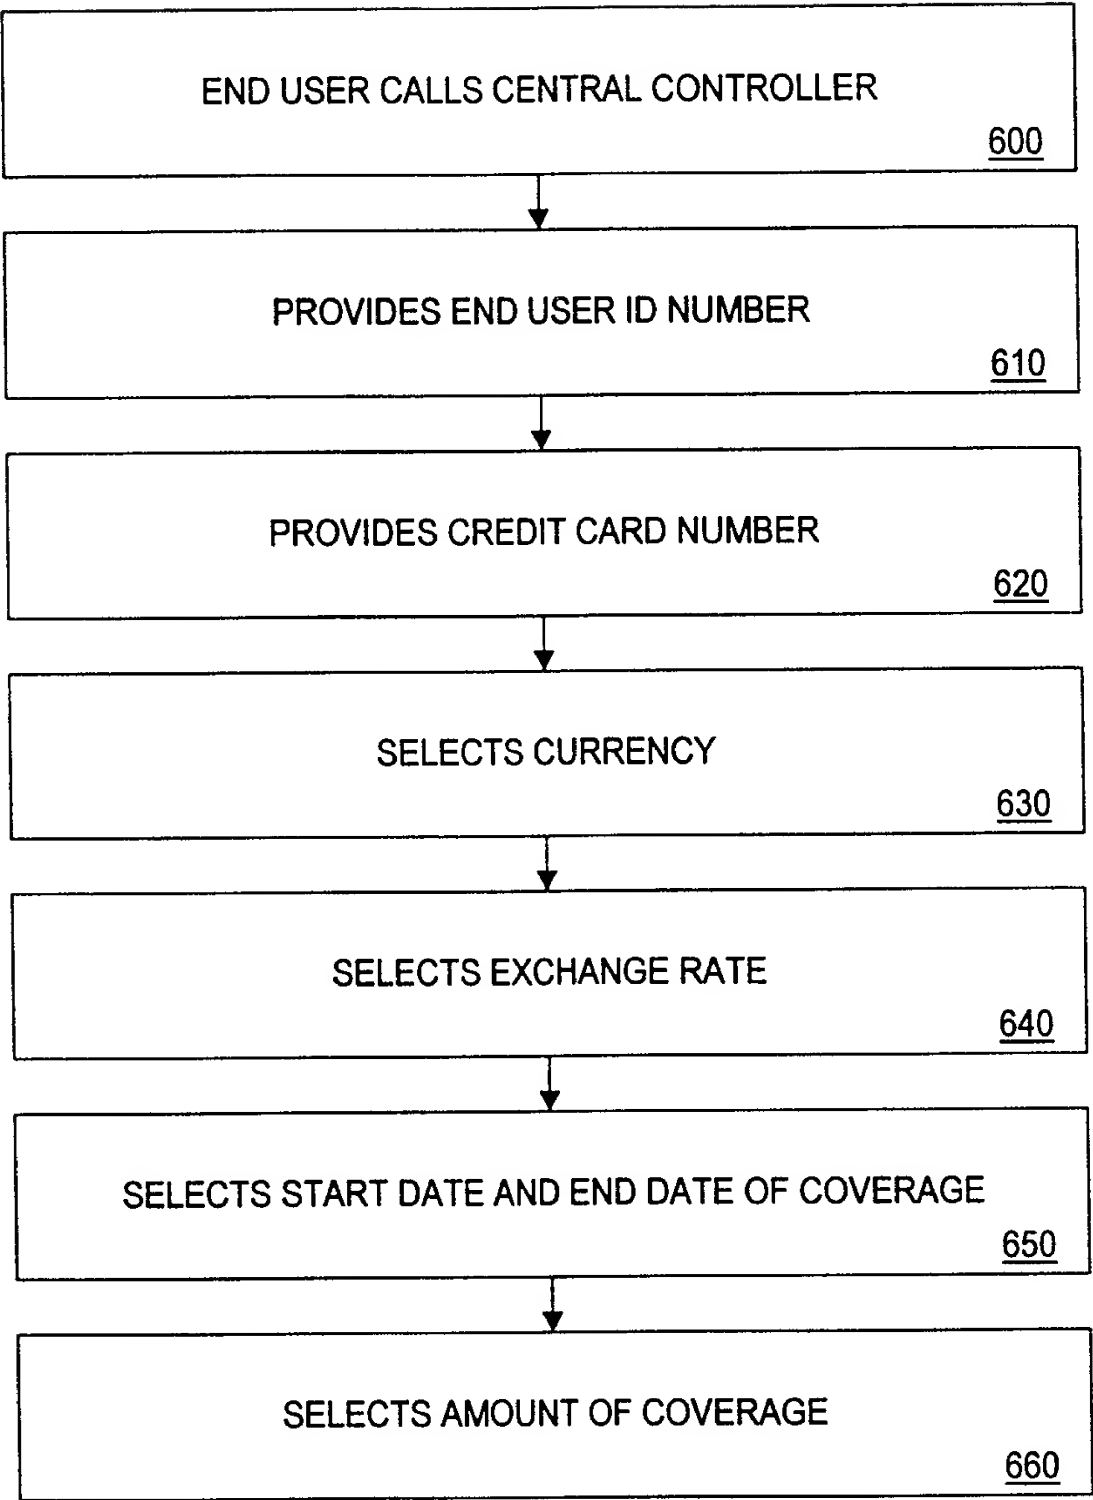 END USER CALLS CENTRAL CONTROLLER
600
PROVIDES END USER ID NUMBER
610
PROVIDES CREDIT CARD NUMBER
620
SELECTS CURRENCY
630
SELECTS EXCHANGE RATE
640
SELECTS START DATE AND END DATE OF COVERAGE
650
SELECTS AMOUNT OF COVERAGE
660